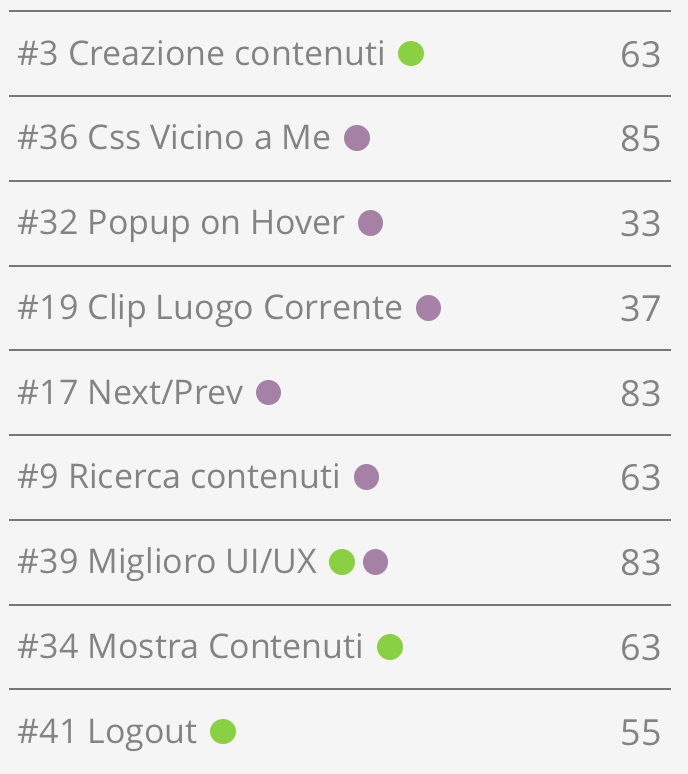 #3 Creazione contenuti 63
#36 Css Vicino a Me 85
#32 Popup on Hover 33
#19 Clip Luogo Corrente 37
#17 Next/Prev 83
#9 Ricerca contenuti 63
#39 Miglioro UI/UX 83
#34 Mostra Contenuti 63
#41 Logout 55